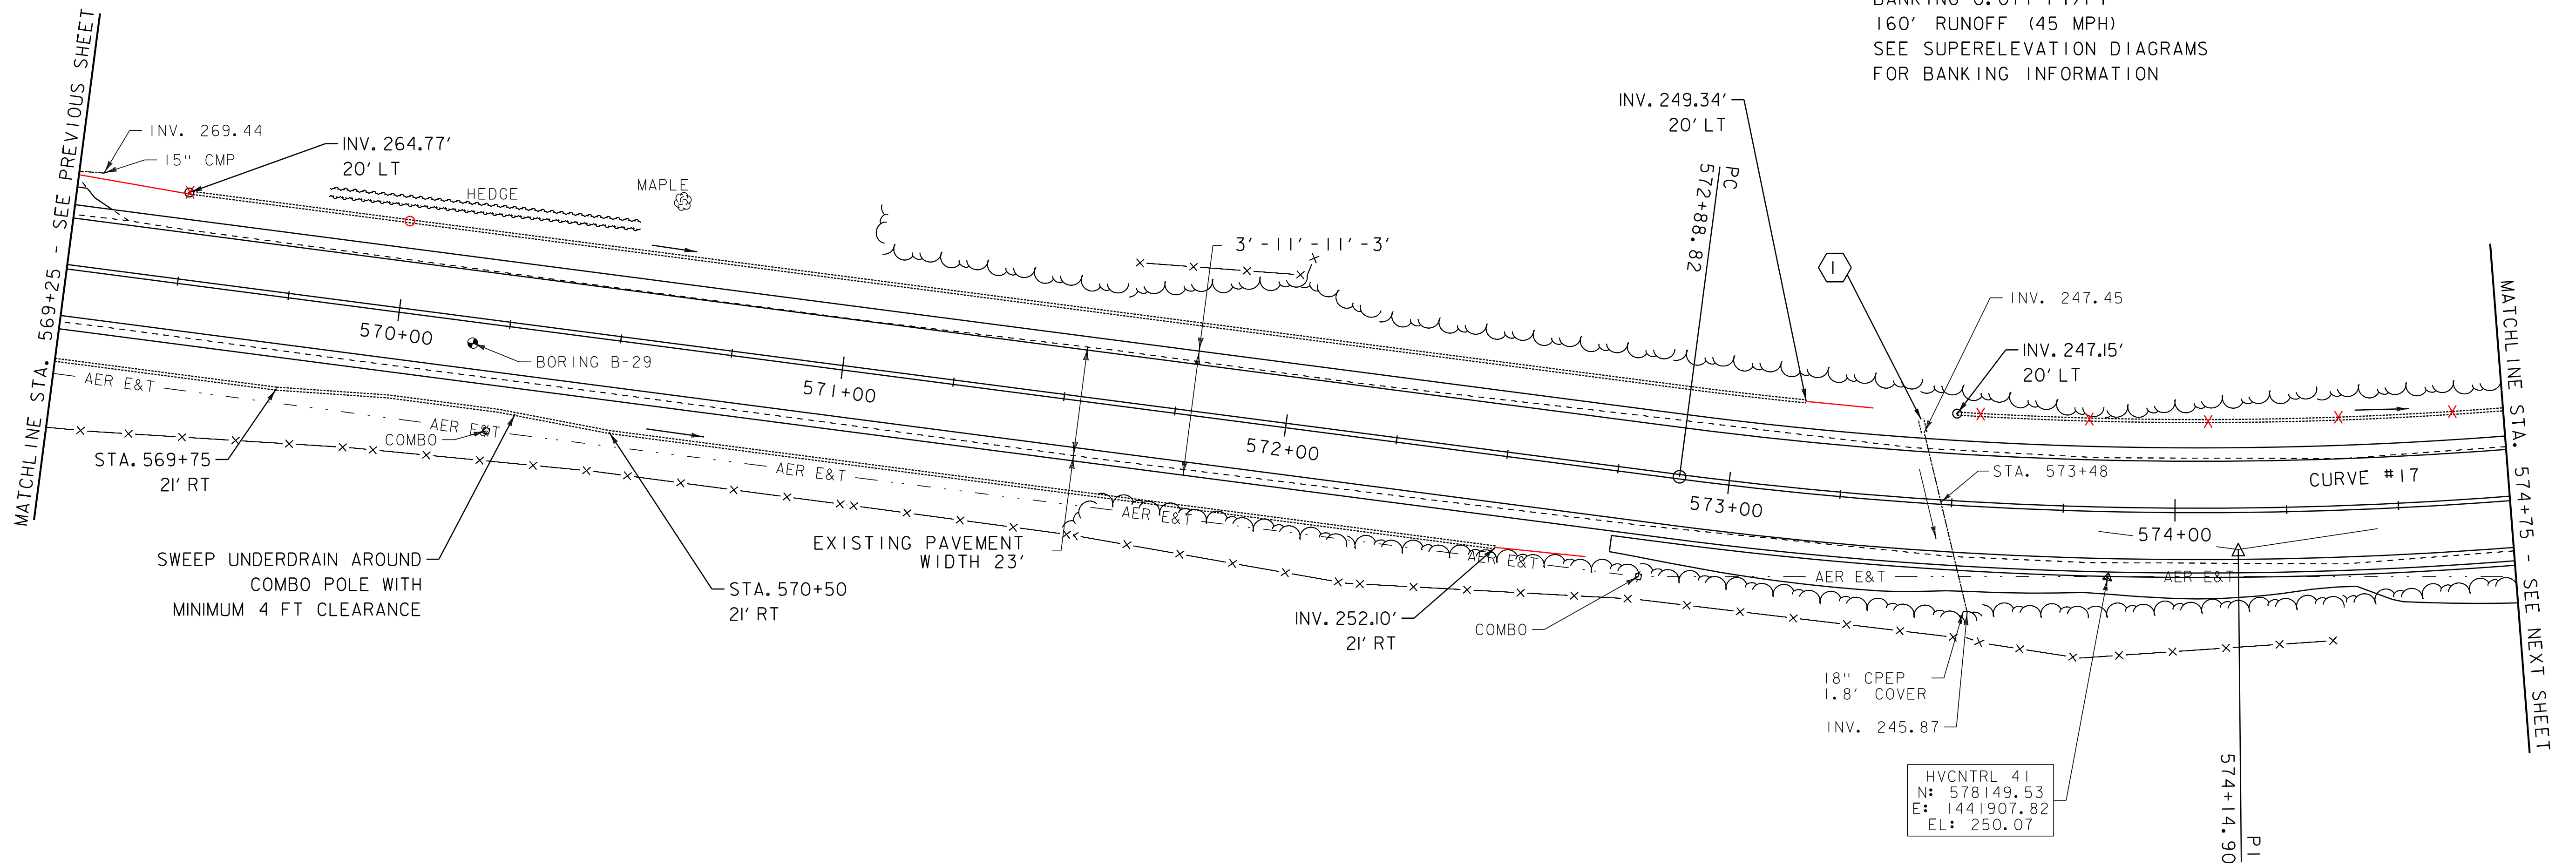 160' RUNOFF (45 MPH)
SEE SUPERELEVATION DIAGRAMS
FOR BANKING INFORMATION
MATCHLINE STA. 569+25 - SEE PREVIOUS SHEET
INV. 269.44
15" CMP
INV. 264.77'
20' LT
HEDGE
MAPLE
3'-11'-11'-3'
INV. 249.34'
20' LT
PC
572+88.82
1
INV. 247.45
INV. 247.15'
20' LT
MATCHLINE STA. 574+75 - SEE NEXT SHEET
570+00
BORING B-29
571+00
572+00
573+00
STA. 573+48
CURVE #17
574+00
AER E&T
AER E&T
COMBO
AER E&T
AER E&T
AER E&T
AER E&T
AER E&T
STA. 569+75
21' RT
SWEEP UNDERDRAIN AROUND
COMBO POLE WITH
MINIMUM 4 FT CLEARANCE
STA. 570+50
21' RT
EXISTING PAVEMENT
WIDTH 23'
INV. 252.10'
21' RT
COMBO
18" CPEP
1.8' COVER
INV. 245.87
HVCNTRL 41
N: 578149.53
E: 1441907.82
EL: 250.07
574+14.90
PI